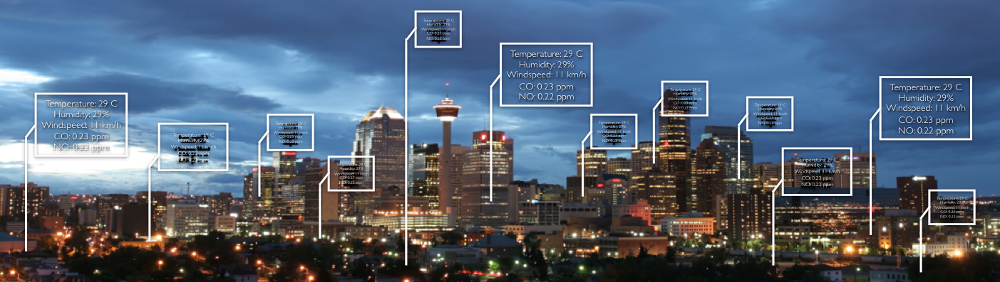 Temperature: 29 C
Humidity: 29%
Windspeed: 11 km/h
CO: 0.23 ppm
NO: 0.22 ppm
Temperature: 29 C
Humidity: 29%
Windspeed: 11 km/h
CO: 0.23 ppm
NO: 0.22 ppm
Temperature: 29 C
Humidity: 29%
Windspeed: 11 km/h
CO: 0.23 ppm
NO: 0.22 ppm
Temperature: 29 C
Humidity: 29%
Windspeed: 11 km/h
CO: 0.23 ppm
NO: 0.22 ppm
Temperature: 29 C
Humidity: 29%
Windspeed: 11 km/h
CO: 0.23 ppm
NO: 0.22 ppm
Temperature: 29 C
Humidity: 29%
Windspeed: 11 km/h
CO: 0.23 ppm
NO: 0.22 ppm
Temperature: 29 C
Humidity: 29%
Windspeed: 11 km/h
CO: 0.23 ppm
NO: 0.22 ppm
Temperature: 29 C
Humidity: 29%
Windspeed: 11 km/h
CO: 0.23 ppm
NO: 0.22 ppm
Temperature: 29 C
Humidity: 29%
Windspeed: 11 km/h
CO: 0.23 ppm
NO: 0.22 ppm
Temperature: 29 C
Humidity: 29%
Windspeed: 11 km/h
CO: 0.23 ppm
NO: 0.22 ppm
Temperature: 29 C
Humidity: 29%
Windspeed: 11 km/h
CO: 0.23 ppm
NO: 0.22 ppm
Temperature: 29 C
Humidity: 29%
Windspeed: 11 km/h
CO: 0.23 ppm
NO: 0.22 ppm